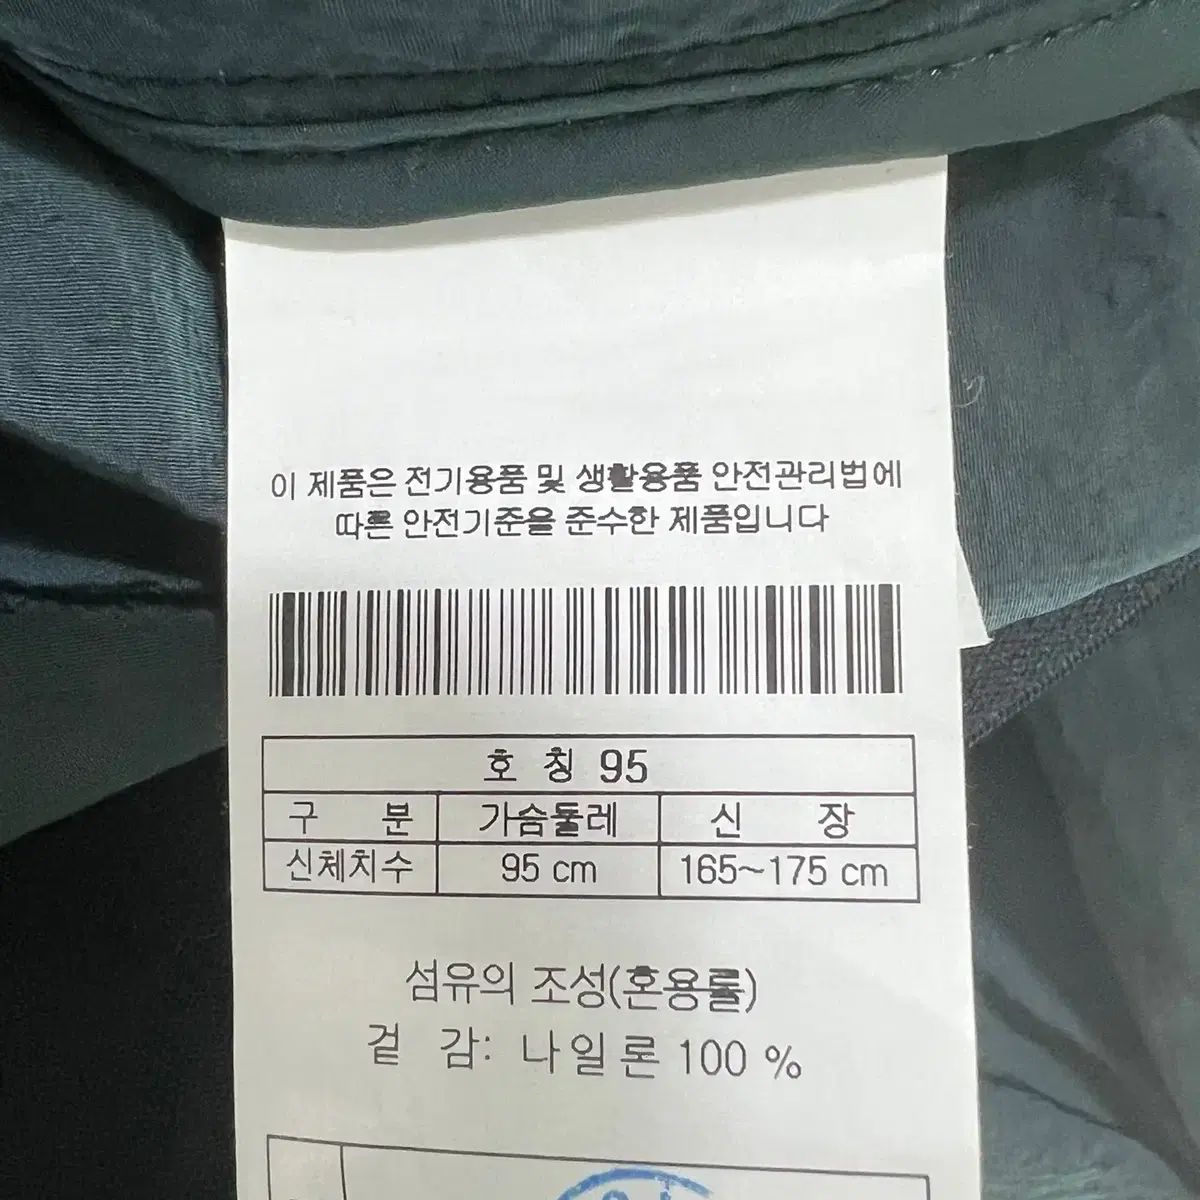 이 제품은 전기용품 및 생활용품 안전관리법에
따른 안전기준을 준수한 제품입니다
호 칭 95
구 분 가슴둘레 신 장
신체치수 95 cm 165~175 cm
섬유의 조성(혼용률)
겉 감: 나일론 100 %